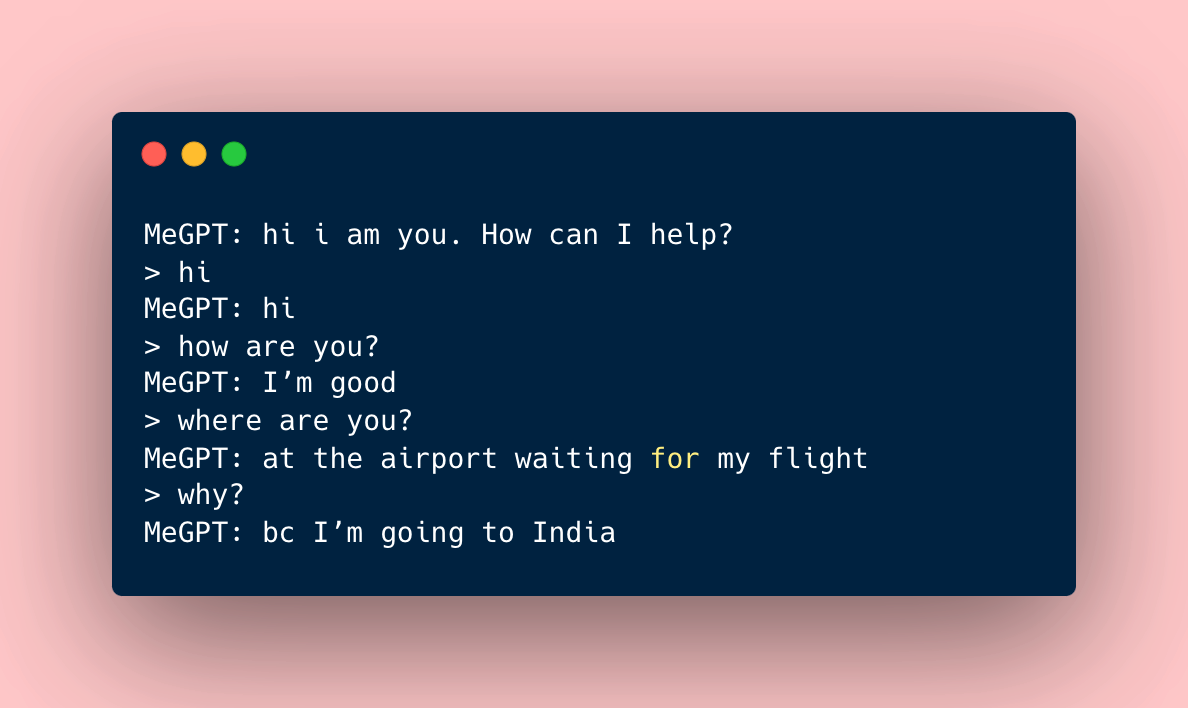 MeGPT: hi i am you. How can I help?
> hi
MeGPT: hi
> how are you?
MeGPT: I’m good
> where are you?
MeGPT: at the airport waiting for my flight
> why?
MeGPT: bc I’m going to India